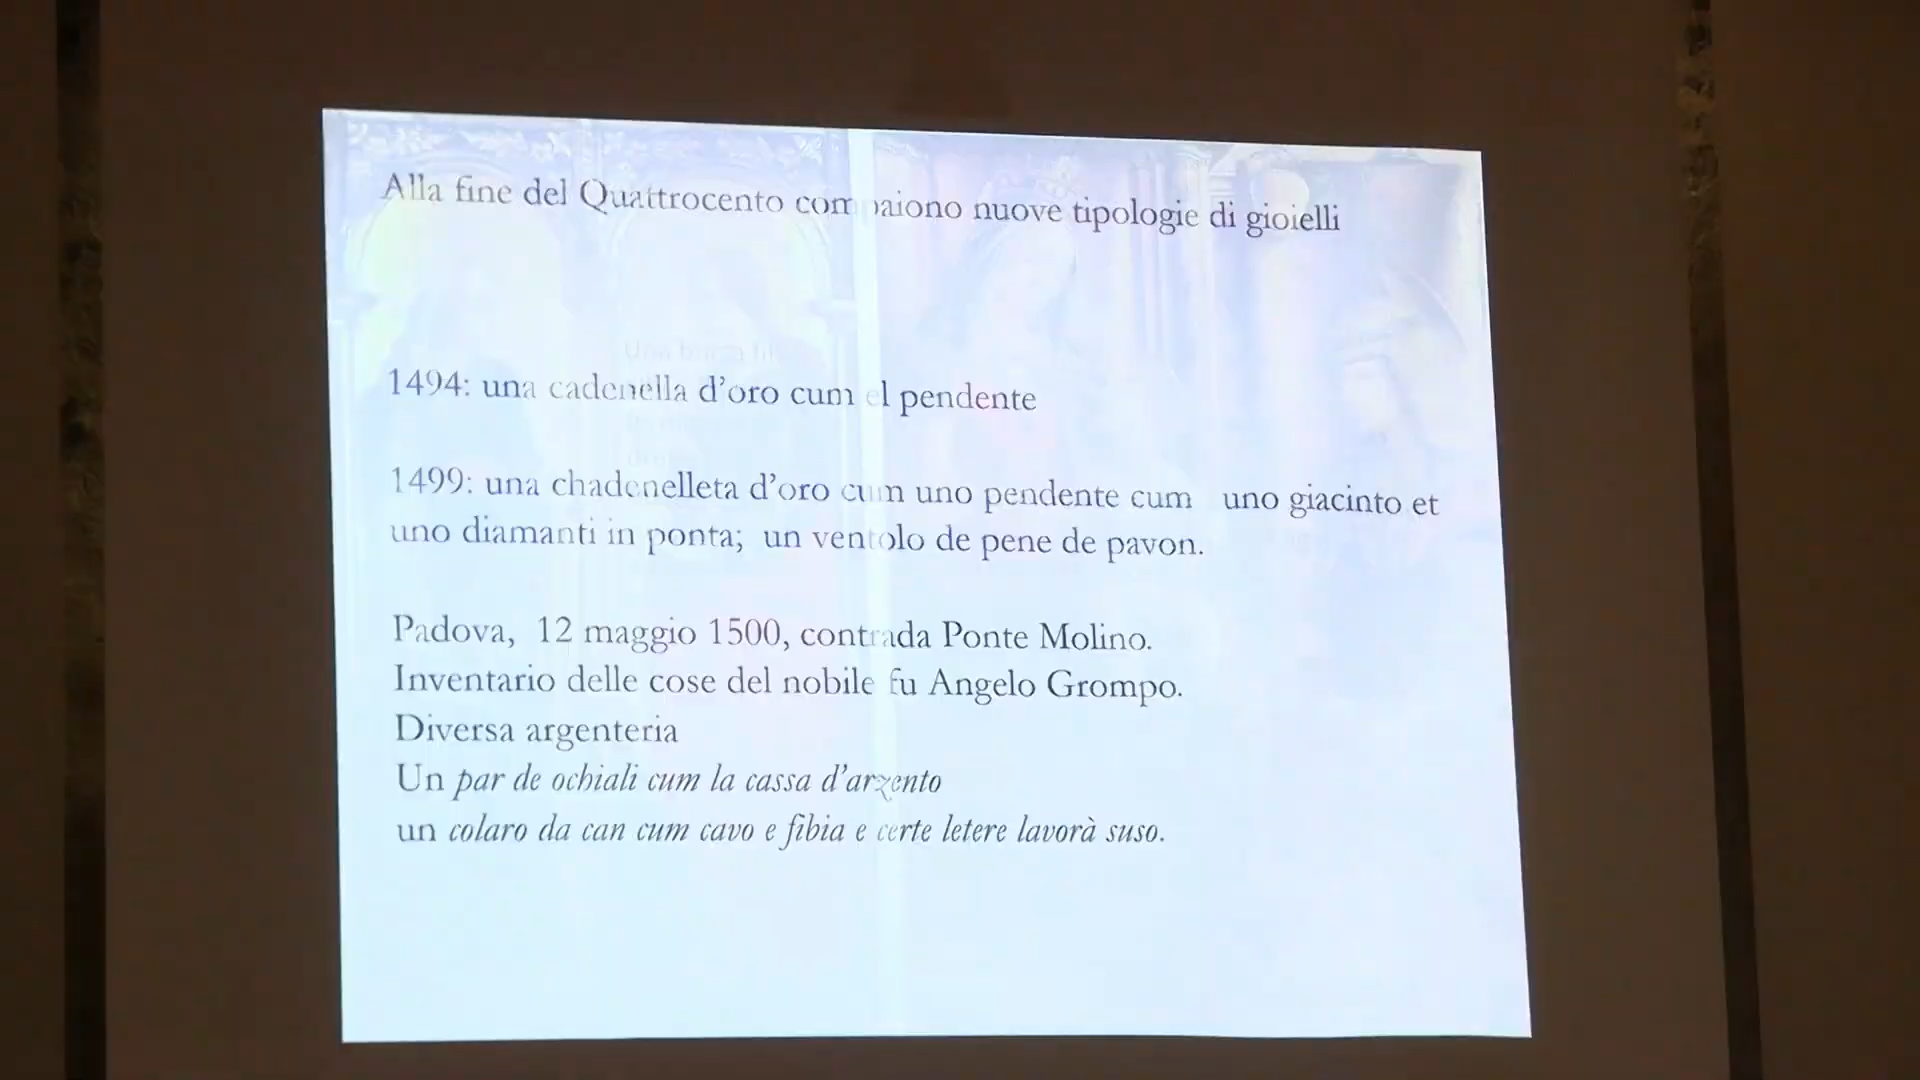 Alla fine del Quattrocento compaiono nuove tipologie di gioielli
1494: una cadenella d'oro cum el pendente
1499: una chadenelleta d'oro cum uno pendente cum uno giacinto et
uno diamanti in ponta; un ventolo de pene de pavon.
Padova, 12 maggio 1500, contrada Ponte Molino.
Inventario delle cose del nobile fu Angelo Grompo.
Diversa argenteria
Un par de ochiali cum la cassa d'arzento
un colaro da can cum cavo e fibia e certe letere lavorà suso.